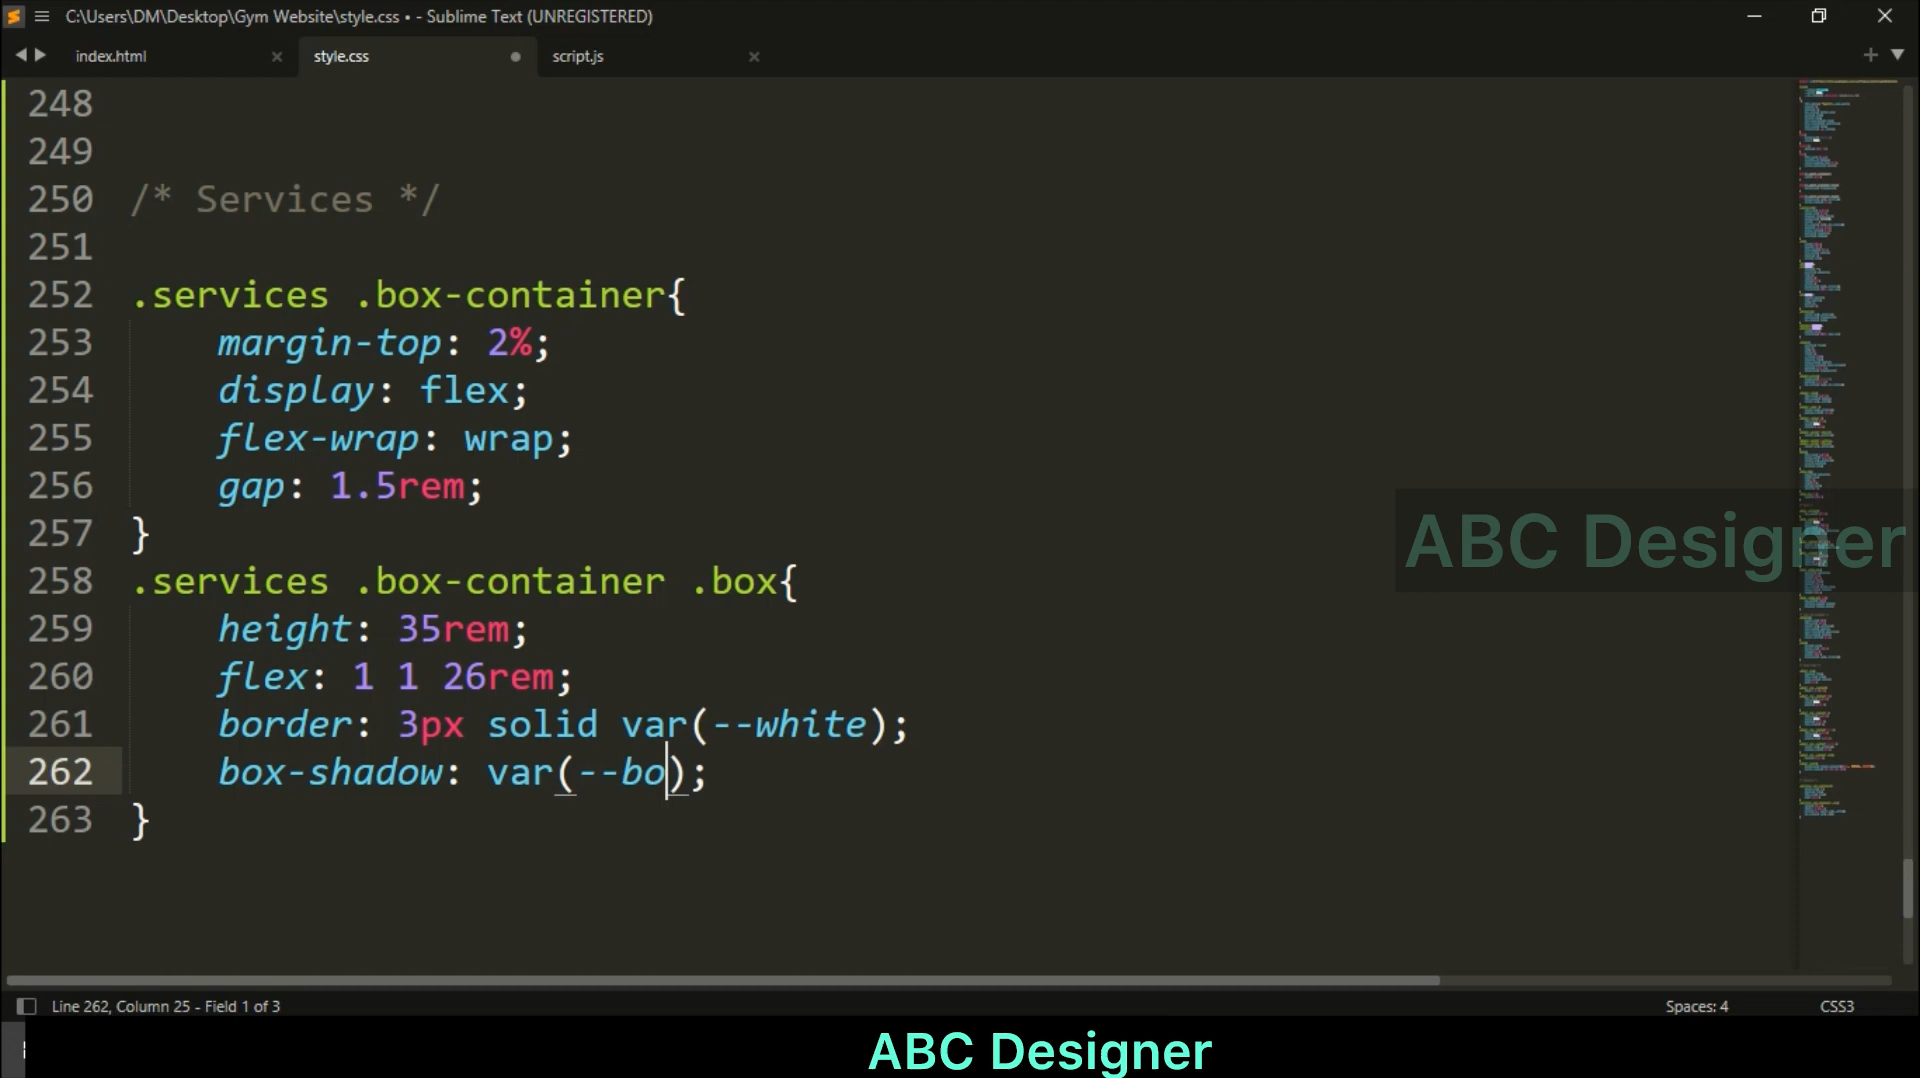 C:\Users\DM\Desktop\Gym Website\style.css • - Sublime Text (UNREGISTERED)
index.html
style.css
script.js
248
249
250 /* Services */
251
252 .services .box-container{
253 margin-top: 2%;
254 display: flex;
255 flex-wrap: wrap;
256 gap: 1.5rem;
257 }
258 .services .box-container .box{
259 height: 35rem;
260 flex: 1 1 26rem;
261 border: 3px solid var(--white);
262 box-shadow: var(--bo);
263 }
ABC Designer
Line 262, Column 25 - Field 1 of 3
Spaces: 4
CSS3
ABC Designer